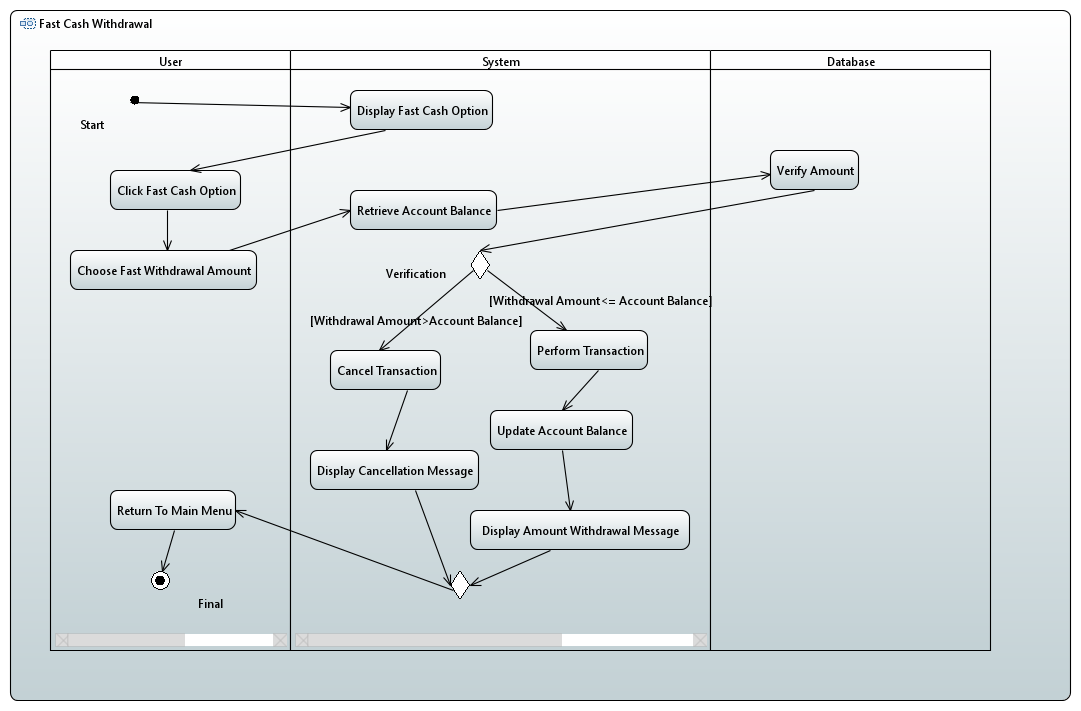 Fast Cash Withdrawal
User
System
Database
Start
Display Fast Cash Option
Click Fast Cash Option
Verify Amount
Retrieve Account Balance
Choose Fast Withdrawal Amount
Verification
[Withdrawal Amount<= Account Balance]
[Withdrawal Amount>Account Balance]
Perform Transaction
Cancel Transaction
Update Account Balance
Display Cancellation Message
Return To Main Menu
Display Amount Withdrawal Message
Final